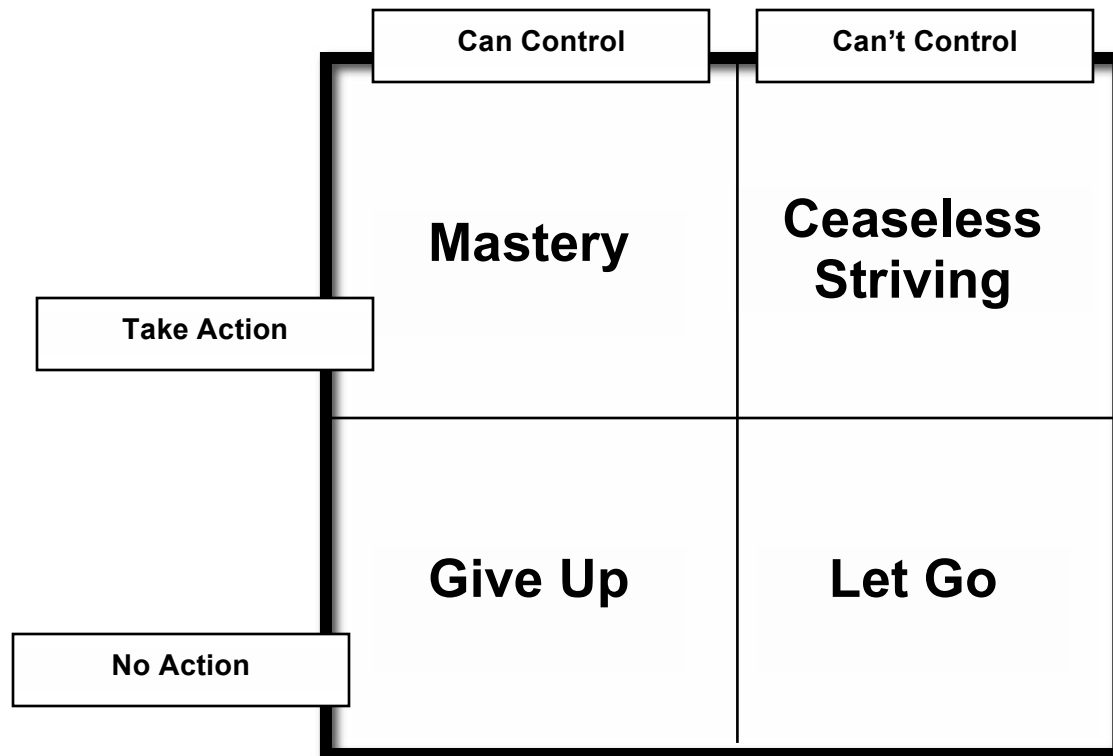 Can Control
Can’t Control
Mastery
Ceaseless
Striving
Take Action
Give Up
Let Go
No Action